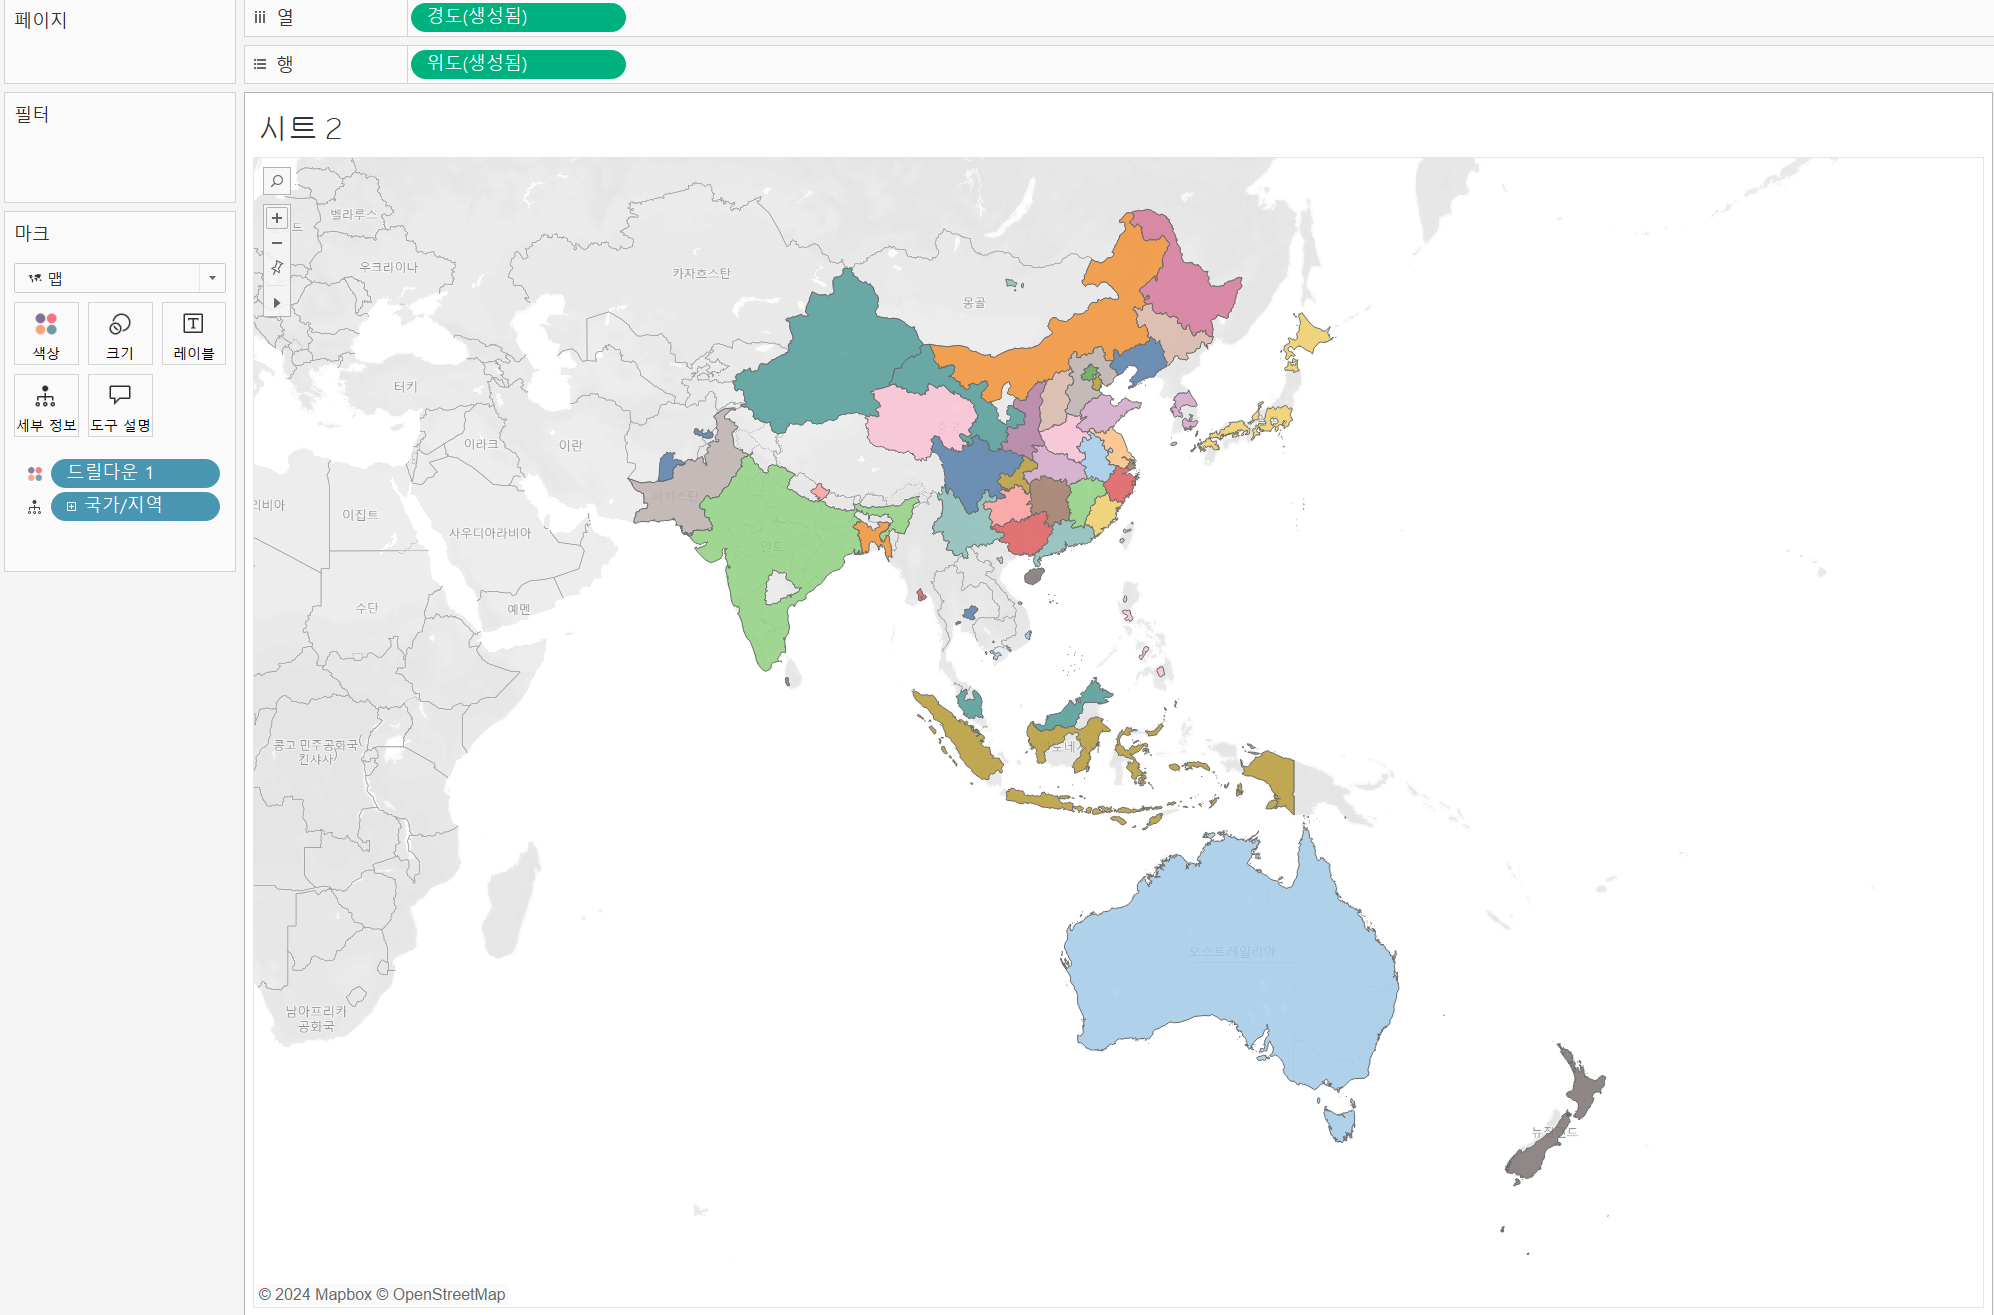 페이지
열
경도(생성됨)
행
위도(생성됨)
필터
시트 2
마크
맵
색상
크기
레이블
세부 정보
도구 설명
드릴다운 1
국가/지역
벨라루스
드
우크라이나
카자흐스탄
몽골
터키
이라크
이란
중국
파키스탄
리비아
이집트
사우디아라비아
인도
수단
예멘
콩고 민주공화국(
킨샤사)
오스트레일리아
남아프리카
공화국
뉴질랜드
© 2024 Mapbox © OpenStreetMap